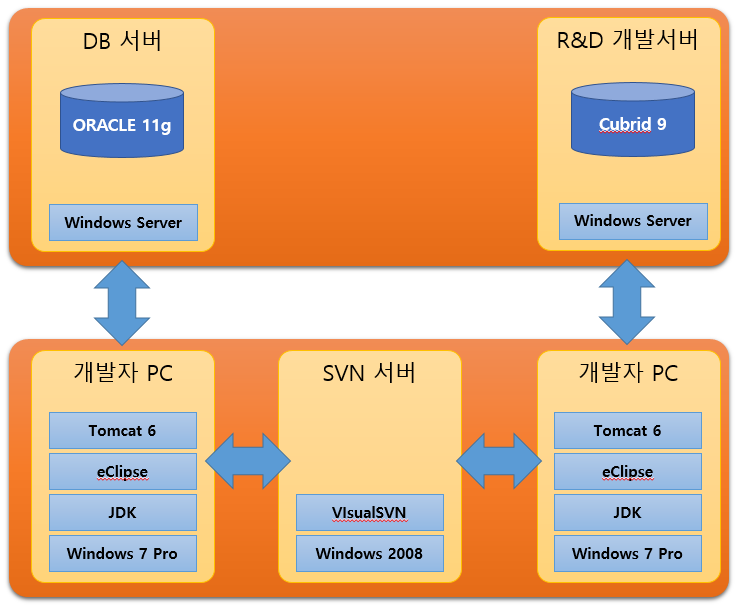 DB 서버
R&D 개발서버
ORACLE 11g
Cubrid 9
Windows Server
Windows Server
개발자 PC
SVN 서버
개발자 PC
Tomcat 6
Tomcat 6
eClipse
eClipse
JDK
VIsualSVN
JDK
Windows 7 Pro
Windows 2008
Windows 7 Pro